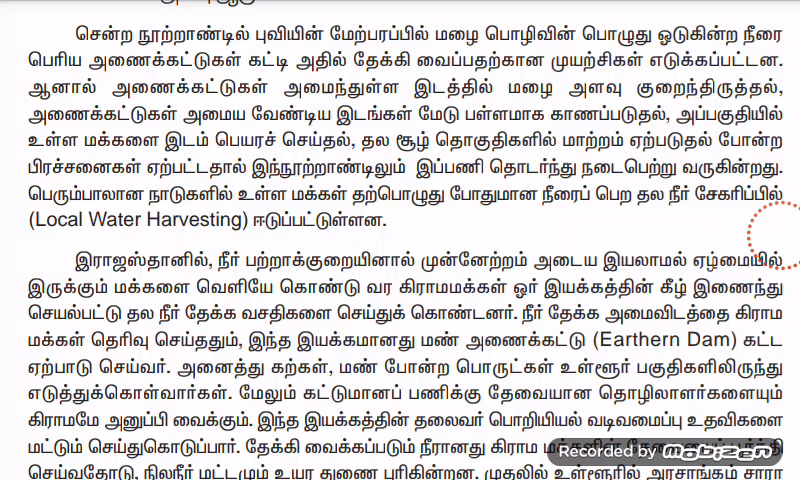 சென்ற நூற்றாண்டில் புவியின் மேற்பரப்பில் மழை பொழிவின் பொழுது ஓடுகின்ற நீரை
பெரிய அணைக்கட்டுகள் கட்டி அதில் தேக்கி வைப்பதற்கான முயற்சிகள் எடுக்கப்பட்டன.
ஆனால் அணைக்கட்டுகள் அமைந்துள்ள இடத்தில் மழை அளவு குறைந்திருத்தல்,
அணைக்கட்டுகள் அமைய வேண்டிய இடங்கள் மேடு பள்ளமாக காணப்படுதல், அப்பகுதியில்
உள்ள மக்களை இடம் பெயரச் செய்தல், தல சூழ் தொகுதிகளில் மாற்றம் ஏற்படுதல் போன்ற
பிரச்சனைகள் ஏற்பட்டதால் இந்நூற்றாண்டிலும் இப்பணி தொடர்ந்து நடைபெற்று வருகின்றது.
பெரும்பாலான நாடுகளில் உள்ள மக்கள் தற்பொழுது போதுமான நீரைப் பெற தல நீர் சேகரிப்பில்
(Local Water Harvesting) ஈடுப்பட்டுள்ளன.
இராஜஸ்தானில், நீர் பற்றாக்குறையினால் முன்னேற்றம் அடைய இயலாமல் ஏழ்மையில்
இருக்கும் மக்களை வெளியே கொண்டு வர கிராமமக்கள் ஓர் இயக்கத்தின் கீழ் இணைந்து
செயல்பட்டு தல நீர் தேக்க வசதிகளை செய்துக் கொண்டனர். நீர் தேக்க அமைவிடத்தை கிராம
மக்கள் தெரிவு செய்ததும், இந்த இயக்கமானது மண் அணைக்கட்டு (Earthern Dam) கட்ட
ஏற்பாடு செய்வர். அனைத்து கற்கள், மண் போன்ற பொருட்கள் உள்ளூர் பகுதிகளிலிருந்து
எடுத்துக்கொள்வார்கள். மேலும் கட்டுமானப் பணிக்கு தேவையான தொழிலாளர்களையும்
கிராமமே அனுப்பி வைக்கும். இந்த இயக்கத்தின் தலைவர் பொறியியல் வடிவமைப்பு உதவிகளை
மட்டும் செய்துகொடுப்பார். தேக்கி வைக்கப்படும் நீரானது கிராம
செய்வதோடு, நிலநீர் மட்டமும் உயர துணை புரிகின்றன. முதலில் உள்ளூரில் அரசாங்கம் சாரா
Recorded by mobizen